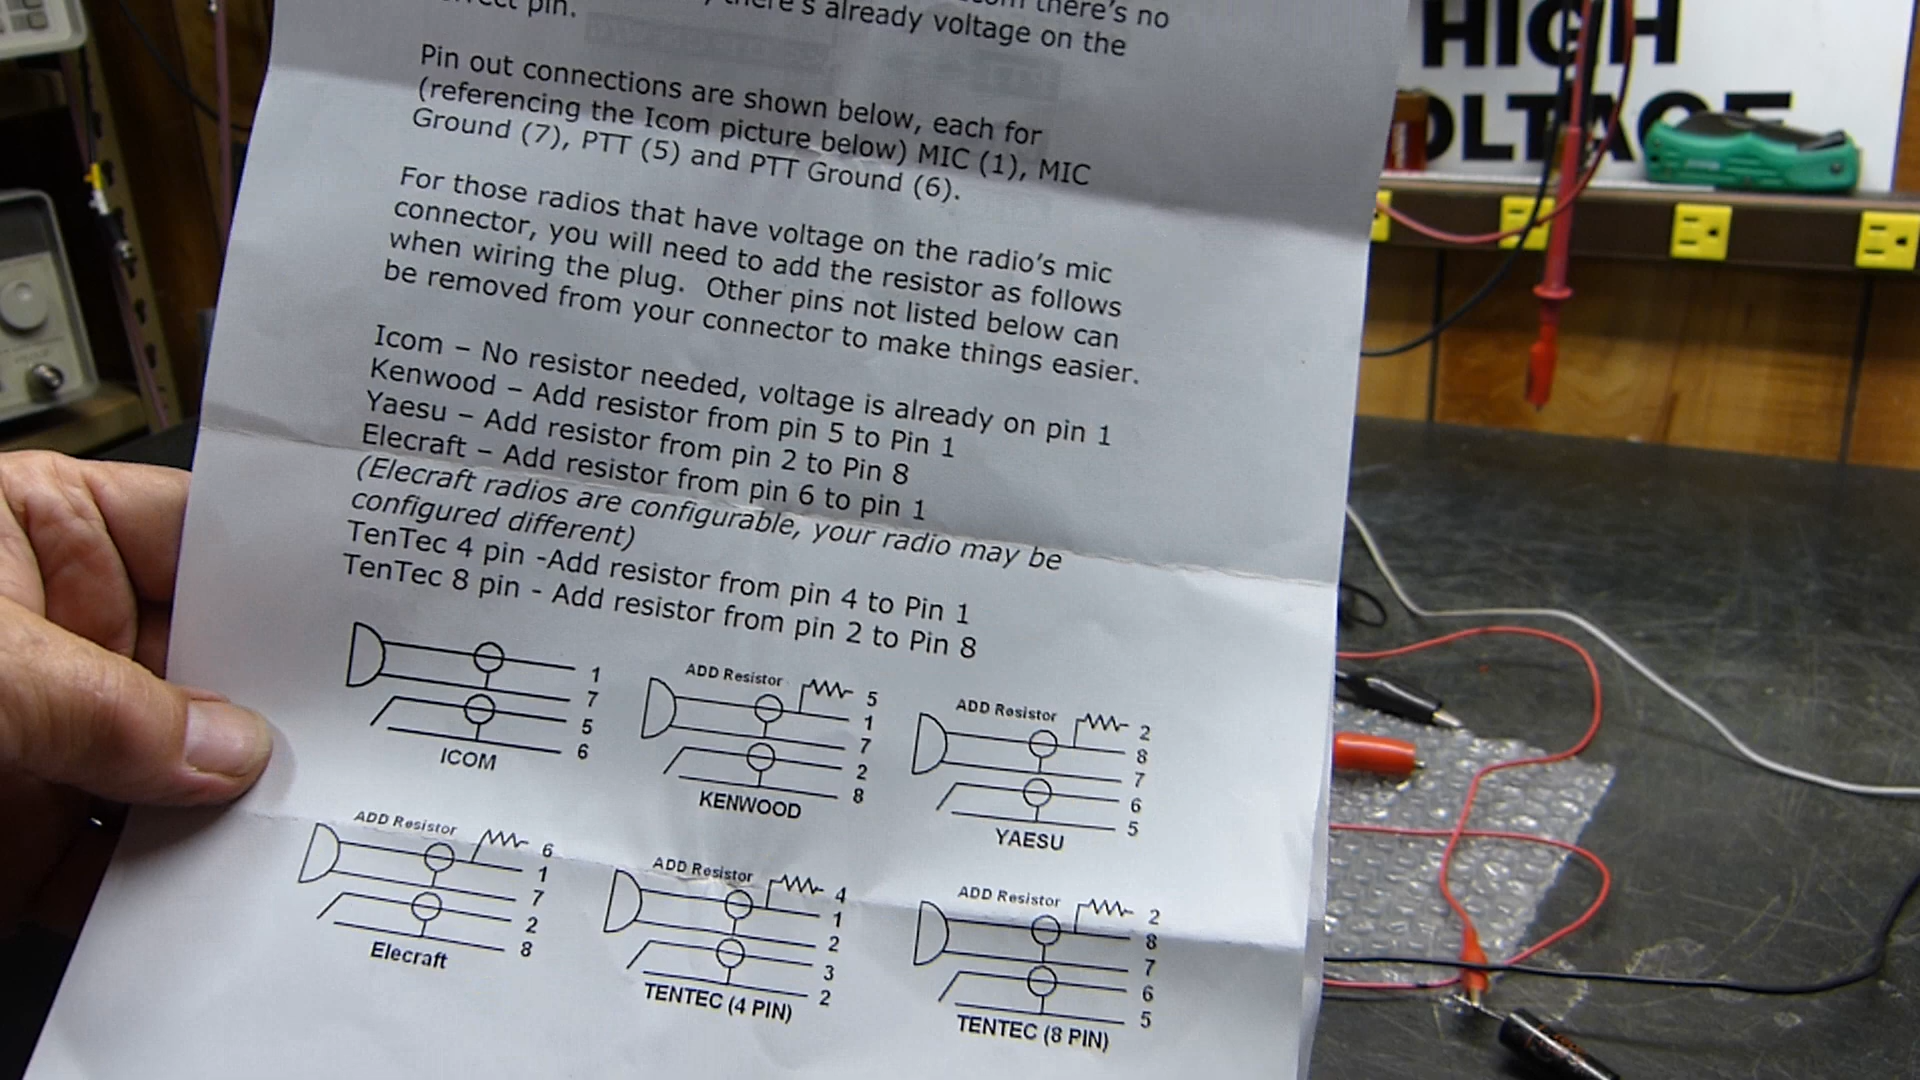 there's no
there's already voltage on the
pin.
Pin out connections are shown below, each for
(referencing the Icom picture below) MIC (1), MIC
Ground (7), PTT (5) and PTT Ground (6).
For those radios that have voltage on the radio's mic
connector, you will need to add the resistor as follows
when wiring the plug. Other pins not listed below can
be removed from your connector to make things easier.
Icom – No resistor needed, voltage is already on pin 1
Kenwood – Add resistor from pin 5 to Pin 1
Yaesu – Add resistor from pin 2 to Pin 8
Elecraft – Add resistor from pin 6 to pin 1
(Elecraft radios are configurable, your radio may be
configured different)
TenTec 4 pin -Add resistor from pin 4 to Pin 1
TenTec 8 pin - Add resistor from pin 2 to Pin 8
1
7
5
6
ICOM
ADD Resistor
5
1
7
2
8
KENWOOD
ADD Resistor
2
8
7
6
5
YAESU
ADD Resistor
6
1
7
2
8
Elecraft
ADD Resistor
4
1
2
3
2
TENTEC (4 PIN)
ADD Resistor
2
8
7
6
5
TENTEC (8 PIN)
HIGH
OLTAGE